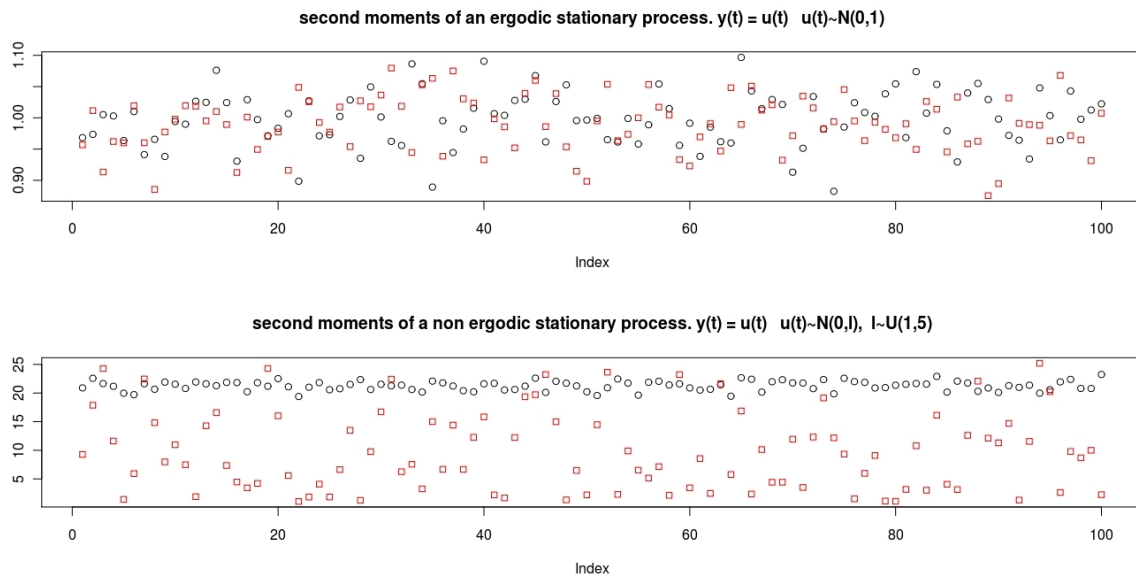 second moments of an ergodic stationary process. y(t) = u(t) u(t)~N(0,1)
1.10
1.00
0.90
0 20 40 60 80 100
Index
second moments of a non ergodic stationary process. y(t) = u(t) u(t)~N(0,l), l~U(1,5)
25
20
15
10
5
0 20 40 60 80 100
Index